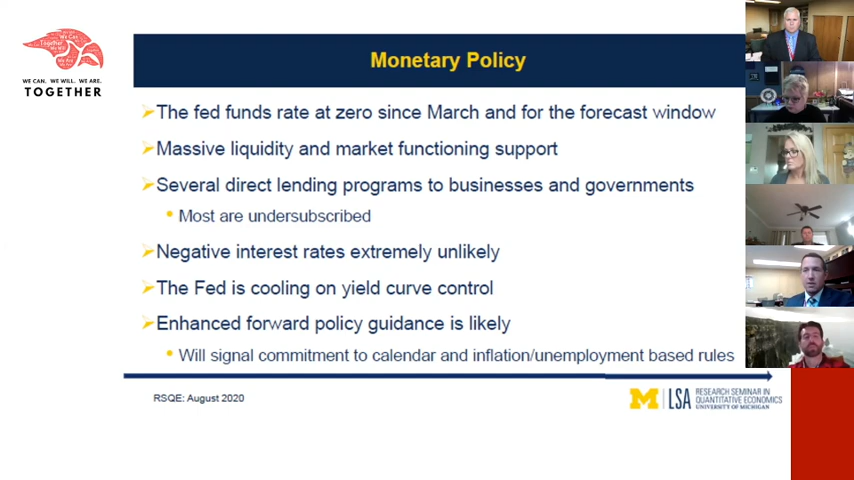 WE CAN. WE WILL. WE ARE.
TOGETHER
Monetary Policy
The fed funds rate at zero since March and for the forecast window
Massive liquidity and market functioning support
Several direct lending programs to businesses and governments
Most are undersubscribed
Negative interest rates extremely unlikely
The Fed is cooling on yield curve control
Enhanced forward policy guidance is likely
Will signal commitment to calendar and inflation/unemployment based rules
RSQE: August 2020
M LSA
RESEARCH SEMINAR IN
QUANTITATIVE ECONOMICS
UNIVERSITY OF MICHIGAN